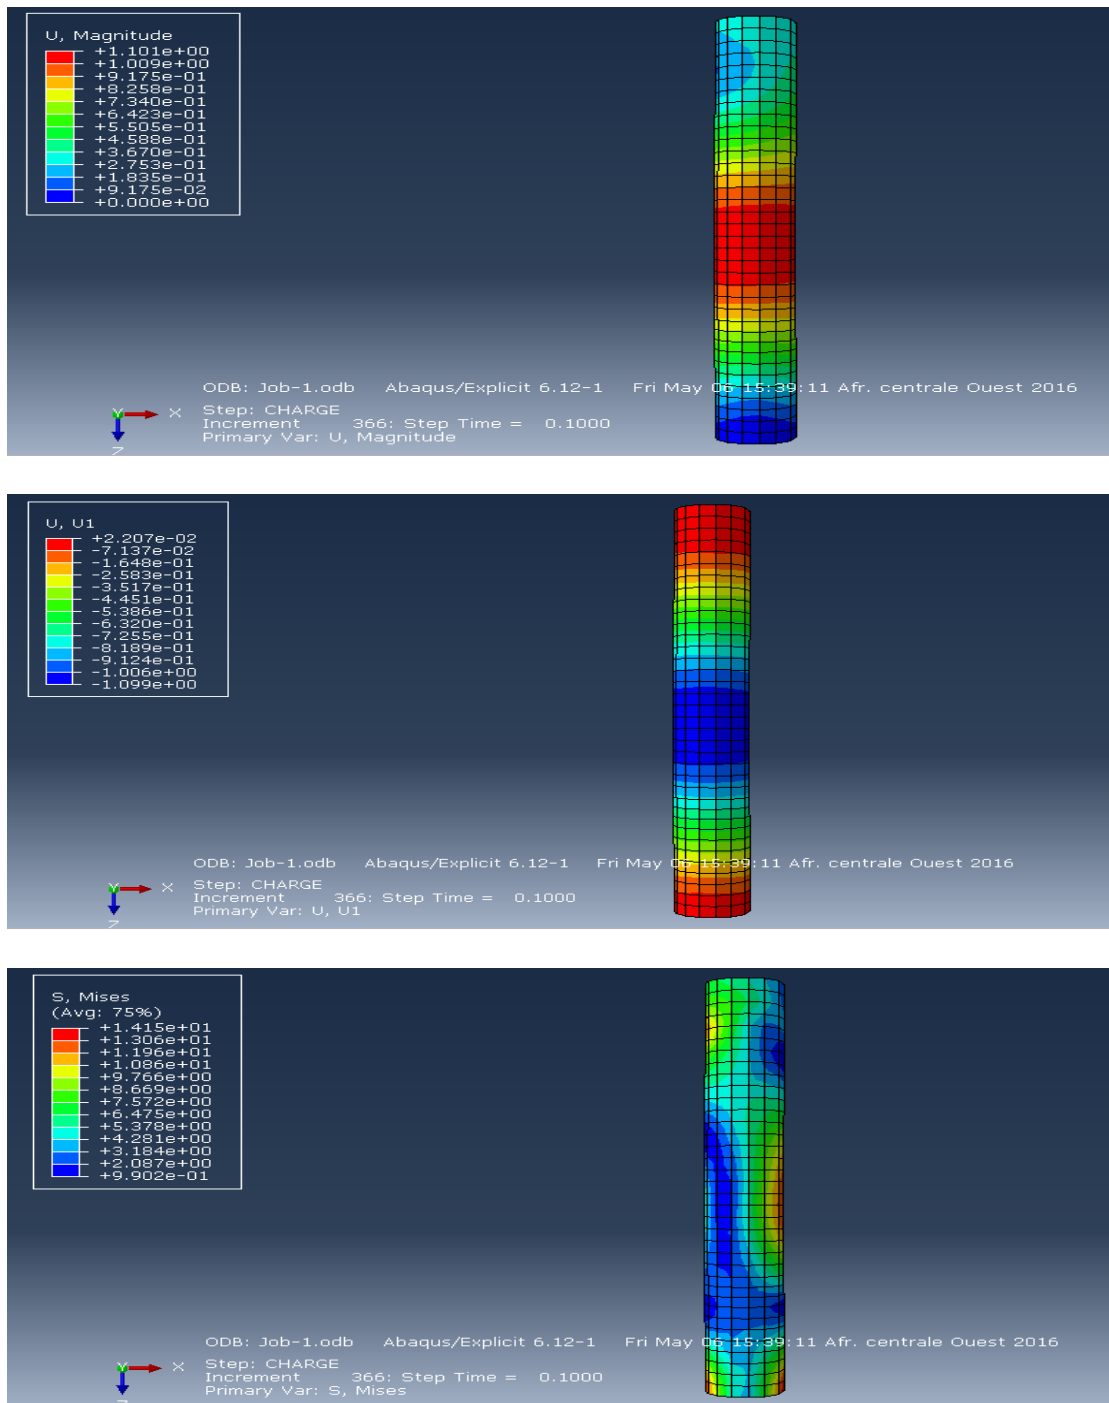 U, Magnitude
+1.101e+00
+1.009e+00
+9.175e-01
+8.258e-01
+7.340e-01
+6.423e-01
+5.505e-01
+4.588e-01
+3.670e-01
+2.753e-01
+1.835e-01
+9.175e-02
+0.000e+00
ODB: Job-1.odb Abaqus/Explicit 6.12-1 Fri May 06 15:39:11 Afr. centrale Ouest 2016
Y X
Step: CHARGE
Increment 366: Step Time = 0.1000
Primary Var: U, Magnitude
Z
U, U1
+2.207e-02
-7.137e-02
-1.648e-01
-2.583e-01
-3.517e-01
-4.451e-01
-5.386e-01
-6.320e-01
-7.255e-01
-8.189e-01
-9.124e-01
-1.006e+00
-1.099e+00
ODB: Job-1.odb Abaqus/Explicit 6.12-1 Fri May 06 15:39:11 Afr. centrale Ouest 2016
Y X
Step: CHARGE
Increment 366: Step Time = 0.1000
Primary Var: U, U1
Z
S, Mises
(Avg: 75%)
+1.415e+01
+1.306e+01
+1.196e+01
+1.086e+01
+9.766e+00
+8.669e+00
+7.572e+00
+6.475e+00
+5.378e+00
+4.281e+00
+3.184e+00
+2.087e+00
+9.902e-01
ODB: Job-1.odb Abaqus/Explicit 6.12-1 Fri May 06 15:39:11 Afr. centrale Ouest 2016
Y X
Step: CHARGE
Increment 366: Step Time = 0.1000
Primary Var: S, Mises
Z